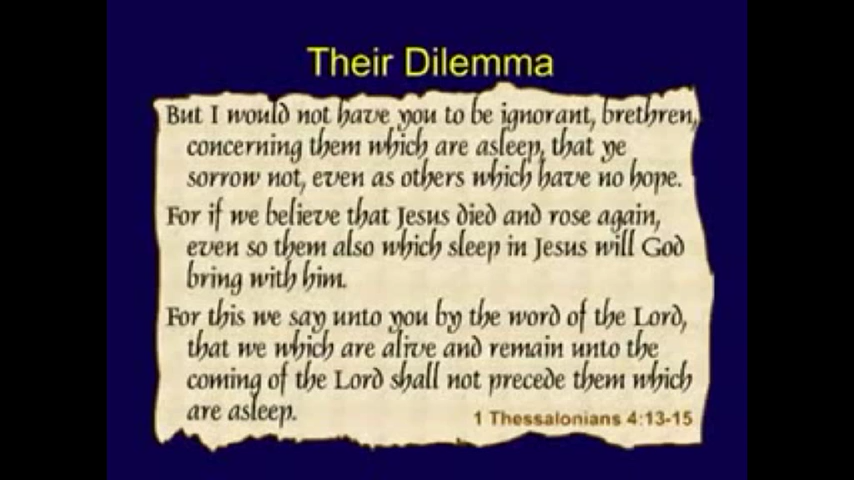 Their Dilemma
But I would not have you to be ignorant, brethren,
concerning them which are asleep, that ye
sorrow not, even as others which have no hope.
For if we believe that Jesus died and rose again,
even so them also which sleep in Jesus will God
bring with him.
For this we say unto you by the word of the Lord,
that we which are alive and remain unto the
coming of the Lord shall not precede them which
are asleep.
1 Thessalonians 4:13-15